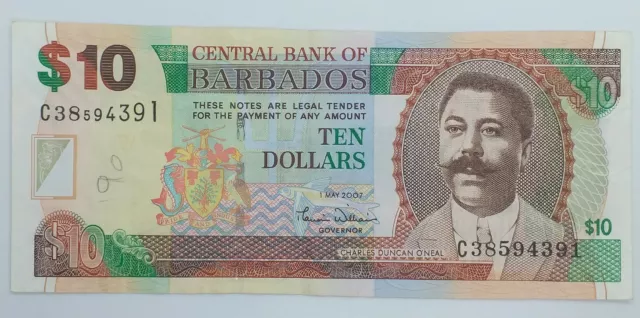 $10
CENTRAL BANK OF
BARBADOS
$10
C38594391
THESE NOTES ARE LEGAL TENDER
FOR THE PAYMENT OF ANY AMOUNT
TEN
DOLLARS
190
1 MAY 2007
GOVERNOR
$10
CHARLES DUNCAN O'NEAL
C38594391
$10